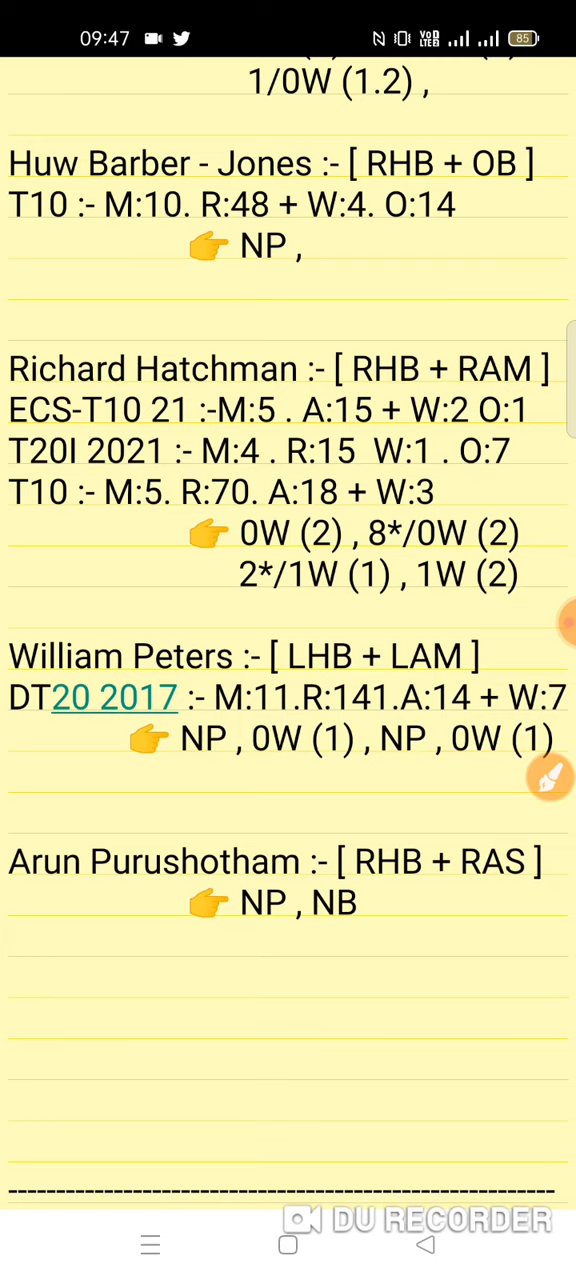 09:47 85
1/0W (1.2) ,
Huw Barber - Jones :- [ RHB + OB ]
T10 :- M:10. R:48 + W:4. O:14
👉 NP ,
Richard Hatchman :- [ RHB + RAM ]
ECS-T10 21 :-M:5 . A:15 + W:2 O:1
T20I 2021 :- M:4 . R:15 W:1 . O:7
T10 :- M:5. R:70. A:18 + W:3
👉 0W (2) , 8*/0W (2)
2*/1W (1) , 1W (2)
William Peters :- [ LHB + LAM ]
DT20 2017 :- M:11.R:141.A:14 + W:7
👉 NP , 0W (1) , NP , 0W (1)
Arun Purushotham :- [ RHB + RAS ]
👉 NP , NB
------------------------------------------------------------
DU RECORDER